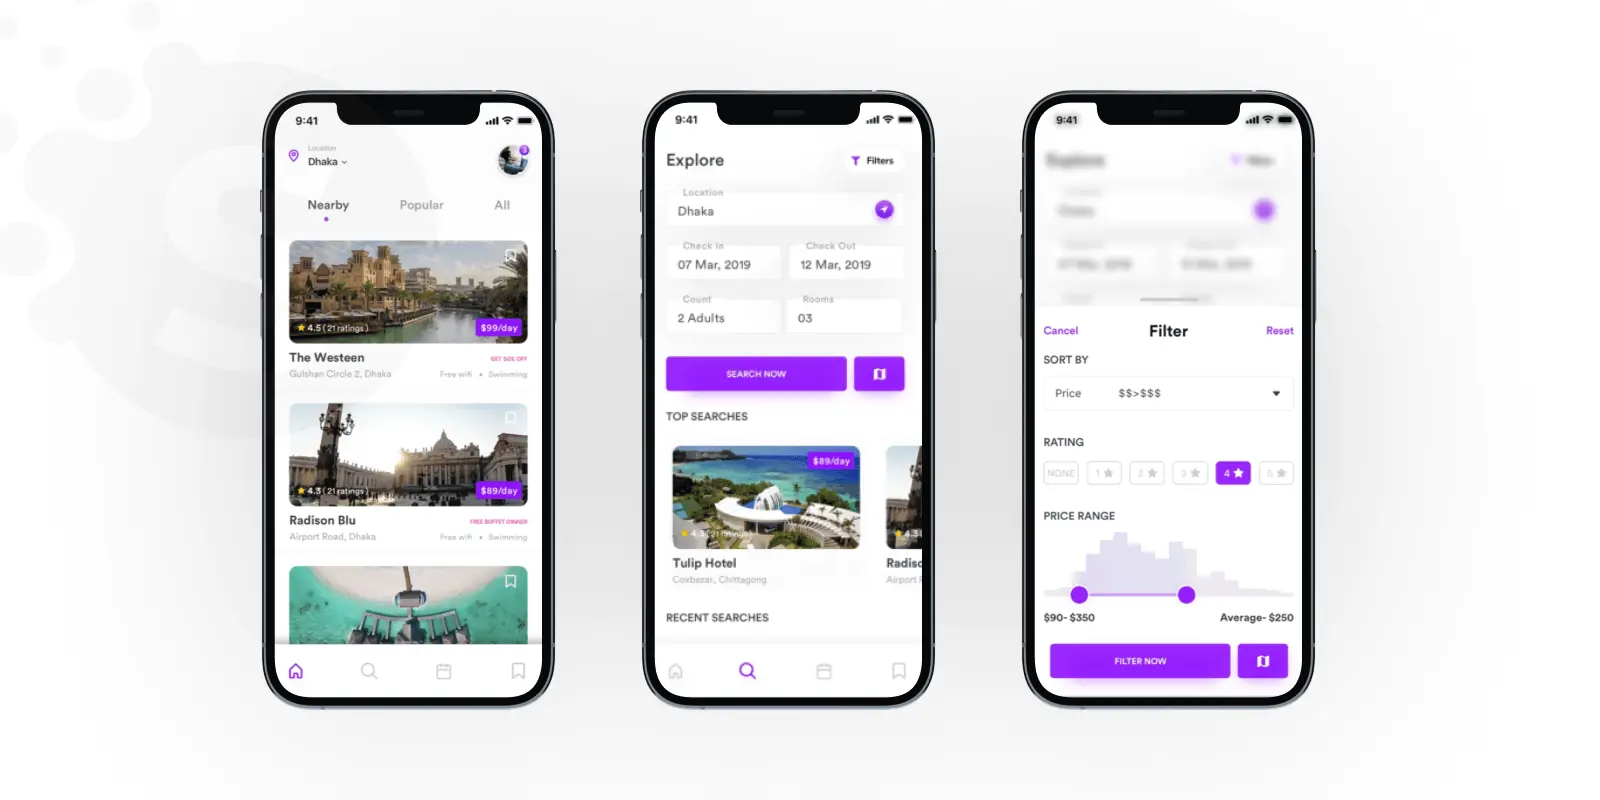 9:41
Location
Dhaka
3
Nearby Popular All
4.5 ( 21 ratings )
$99/day
The Westeen
GET 50% OFF
Gulshan Circle 2, Dhaka
Free wifi • Swimming
4.3 ( 21 ratings )
$89/day
Radison Blu
FREE BUFFET DINNER
Airport Road, Dhaka
Free wifi • Swimming
9:41
Explore
Filters
Location
Dhaka
Check In
Check Out
07 Mar, 2019
12 Mar, 2019
Count
Rooms
2 Adults
03
SEARCH NOW
TOP SEARCHES
$89/day
4.3 ( 21 ratings )
4.3
Tulip Hotel
Radisc
Coxbazar, Chittagong
Airport F
RECENT SEARCHES
9:41
Cancel
Filter
Reset
SORT BY
Price $$>$$$
RATING
NONE 1 2 3 4 5
PRICE RANGE
$90- $350
Average- $250
FILTER NOW